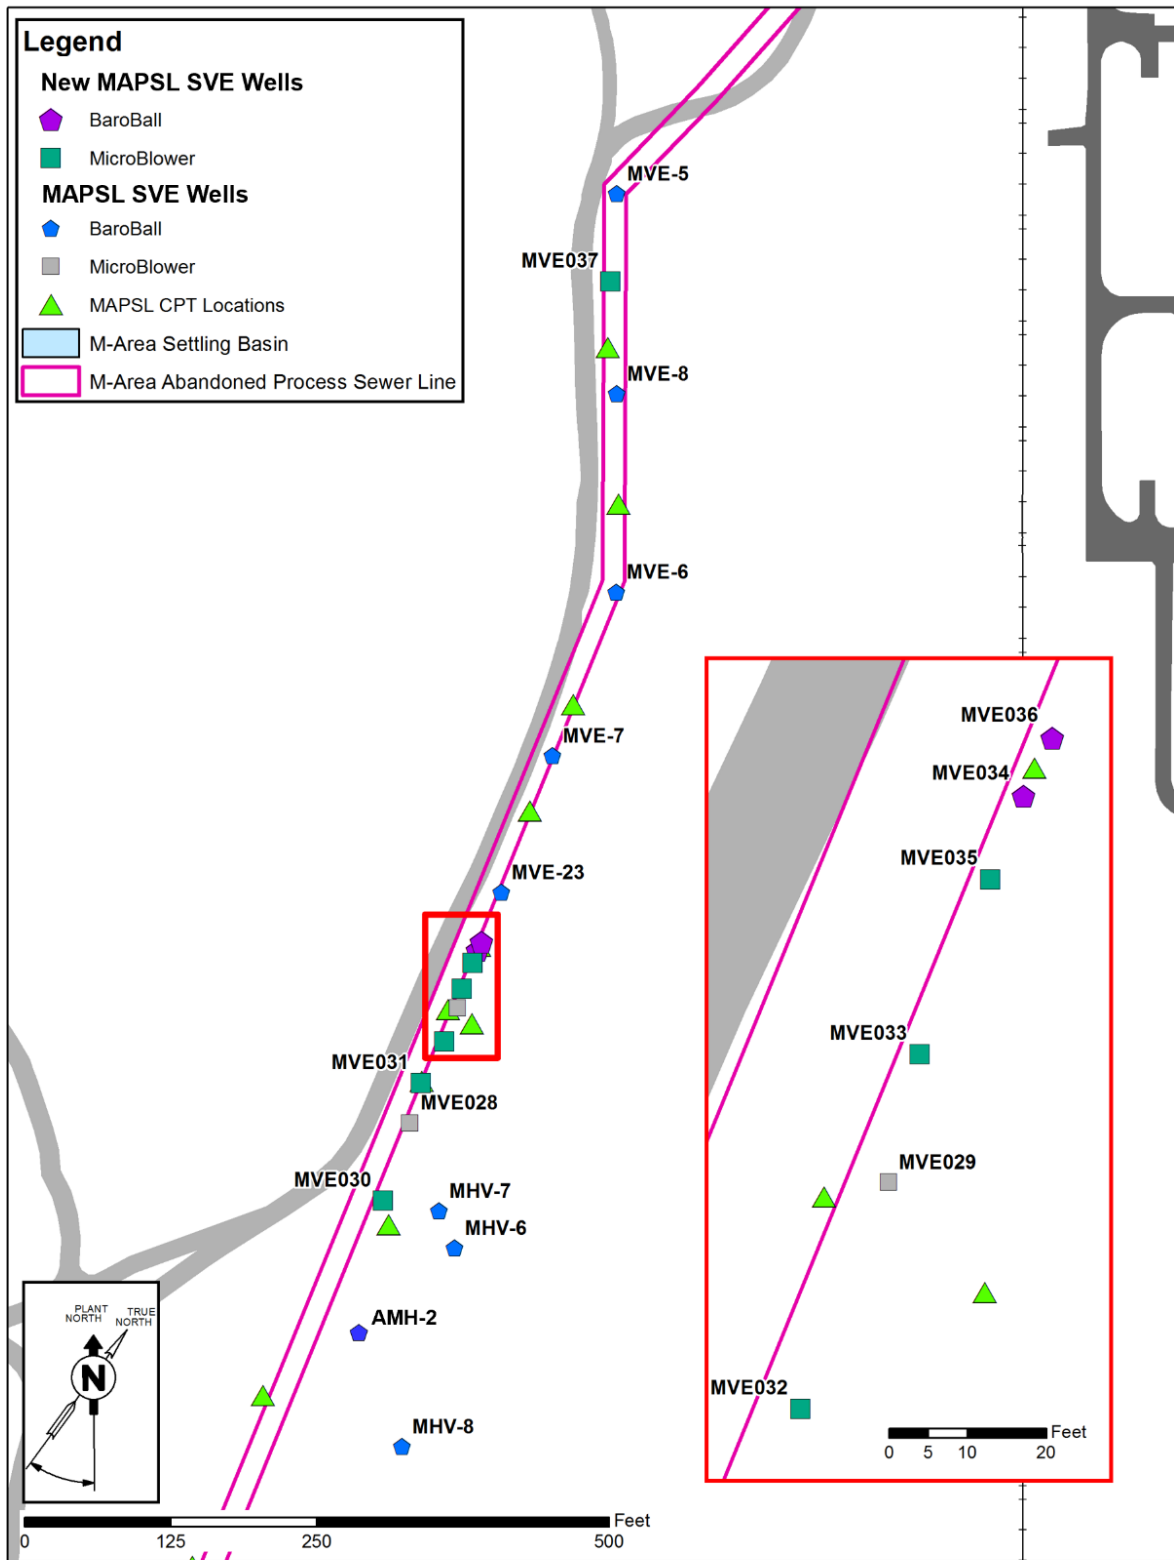 Legend
New MAPSL SVE Wells
BaroBall
MicroBlower
MAPSL SVE Wells
BaroBall
MicroBlower
MAPSL CPT Locations
M-Area Settling Basin
M-Area Abandoned Process Sewer Line
MVE-5
MVE037
MVE-8
MVE-6
MVE-7
MVE-23
MVE031
MVE028
MVE030
MHV-7
MHV-6
AMH-2
MHV-8
MVE036
MVE034
MVE035
MVE033
MVE029
MVE032
Feet
0 5 10 20
PLANT NORTH
TRUE NORTH
N
Feet
0 125 250 500